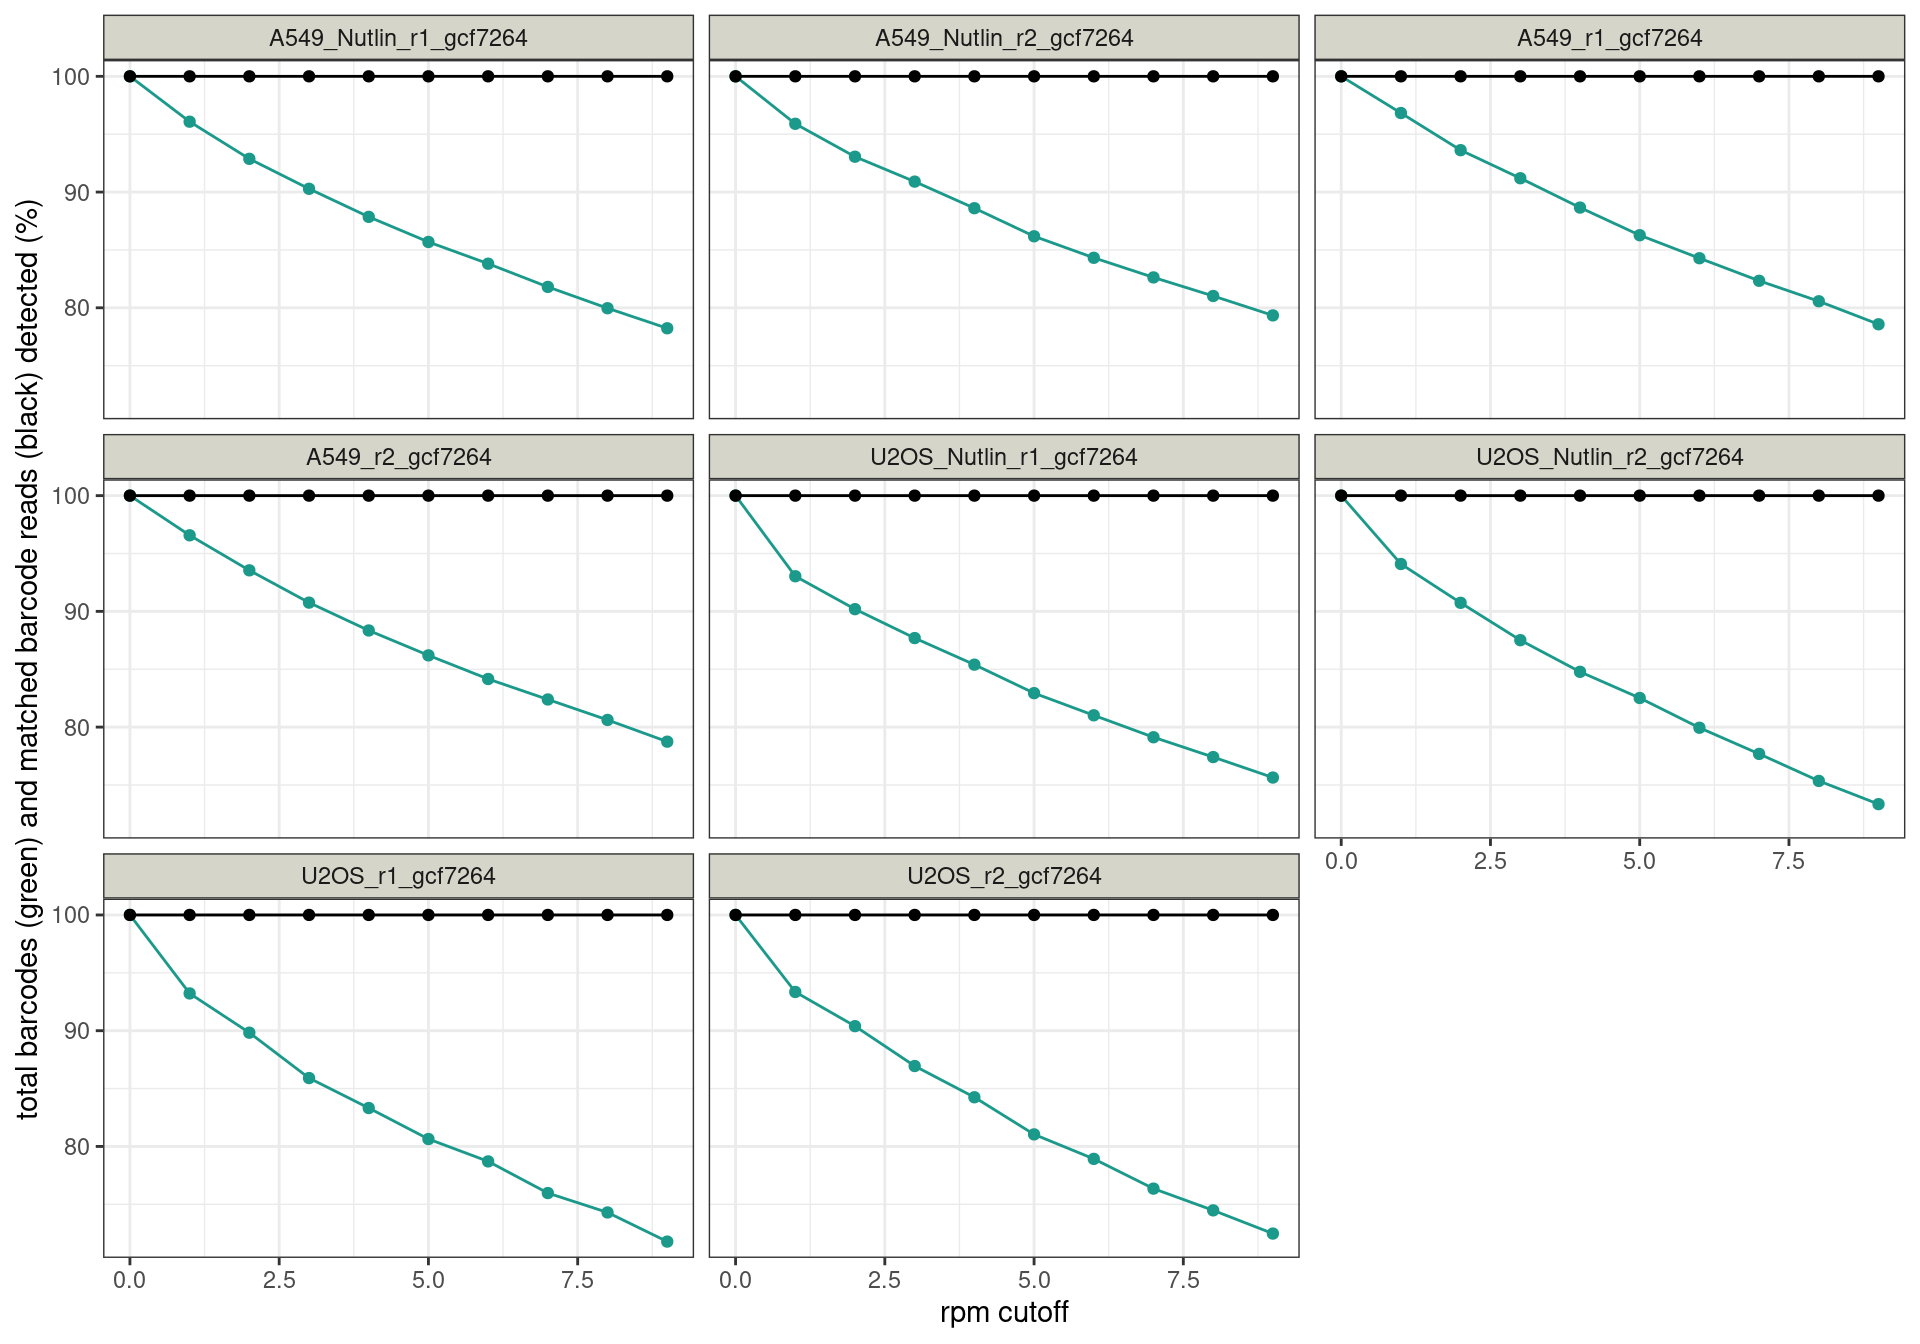 A549_Nutlin_r1_gcf7264
A549_Nutlin_r2_gcf7264
A549_r1_gcf7264
100
90
80
A549_r2_gcf7264
U2OS_Nutlin_r1_gcf7264
U2OS_Nutlin_r2_gcf7264
100
90
80
0.0 2.5 5.0 7.5
U2OS_r1_gcf7264
U2OS_r2_gcf7264
100
90
80
0.0 2.5 5.0 7.5
0.0 2.5 5.0 7.5
rpm cutoff
total barcodes (green) and matched barcode reads (black) detected (%)